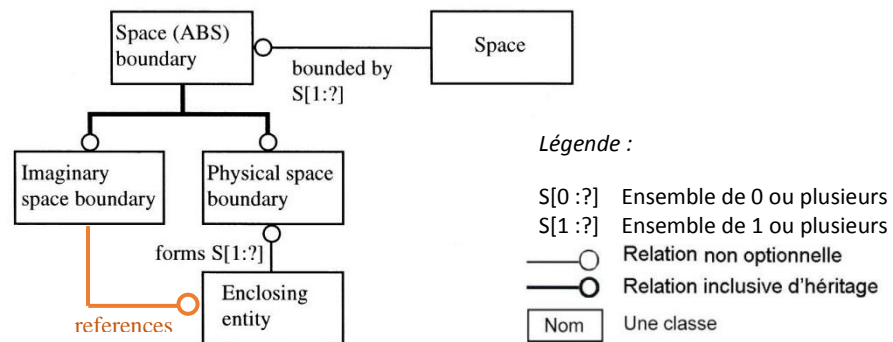 Space (ABS)
boundary
Space
bounded by
S[1:?]
Imaginary
space boundary
Physical space
boundary
forms S[1:?]
Enclosing
entity
references
Légende :
S[0 :?] Ensemble de 0 ou plusieurs
S[1 :?] Ensemble de 1 ou plusieurs
Relation non optionnelle
Relation inclusive d'héritage
Nom Une classe